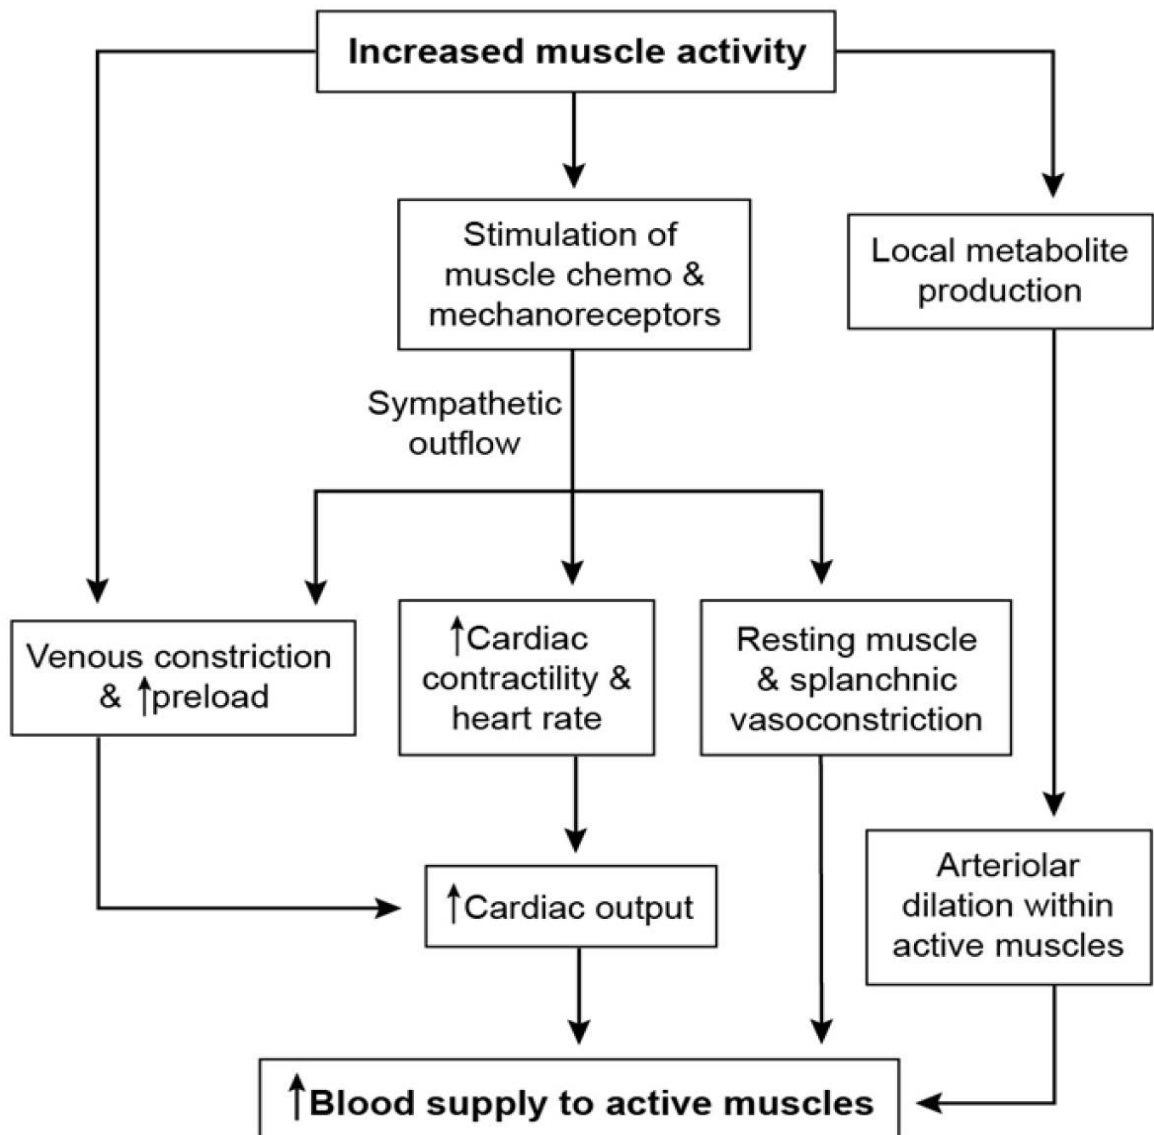 Increased muscle activity
Stimulation of
muscle chemo &
mechanoreceptors
Local metabolite
production
Sympathetic
outflow
Venous constriction
& ↑preload
↑Cardiac
contractility &
heart rate
Resting muscle
& splanchnic
vasoconstriction
↑Cardiac output
Arteriolar
dilation within
active muscles
↑Blood supply to active muscles